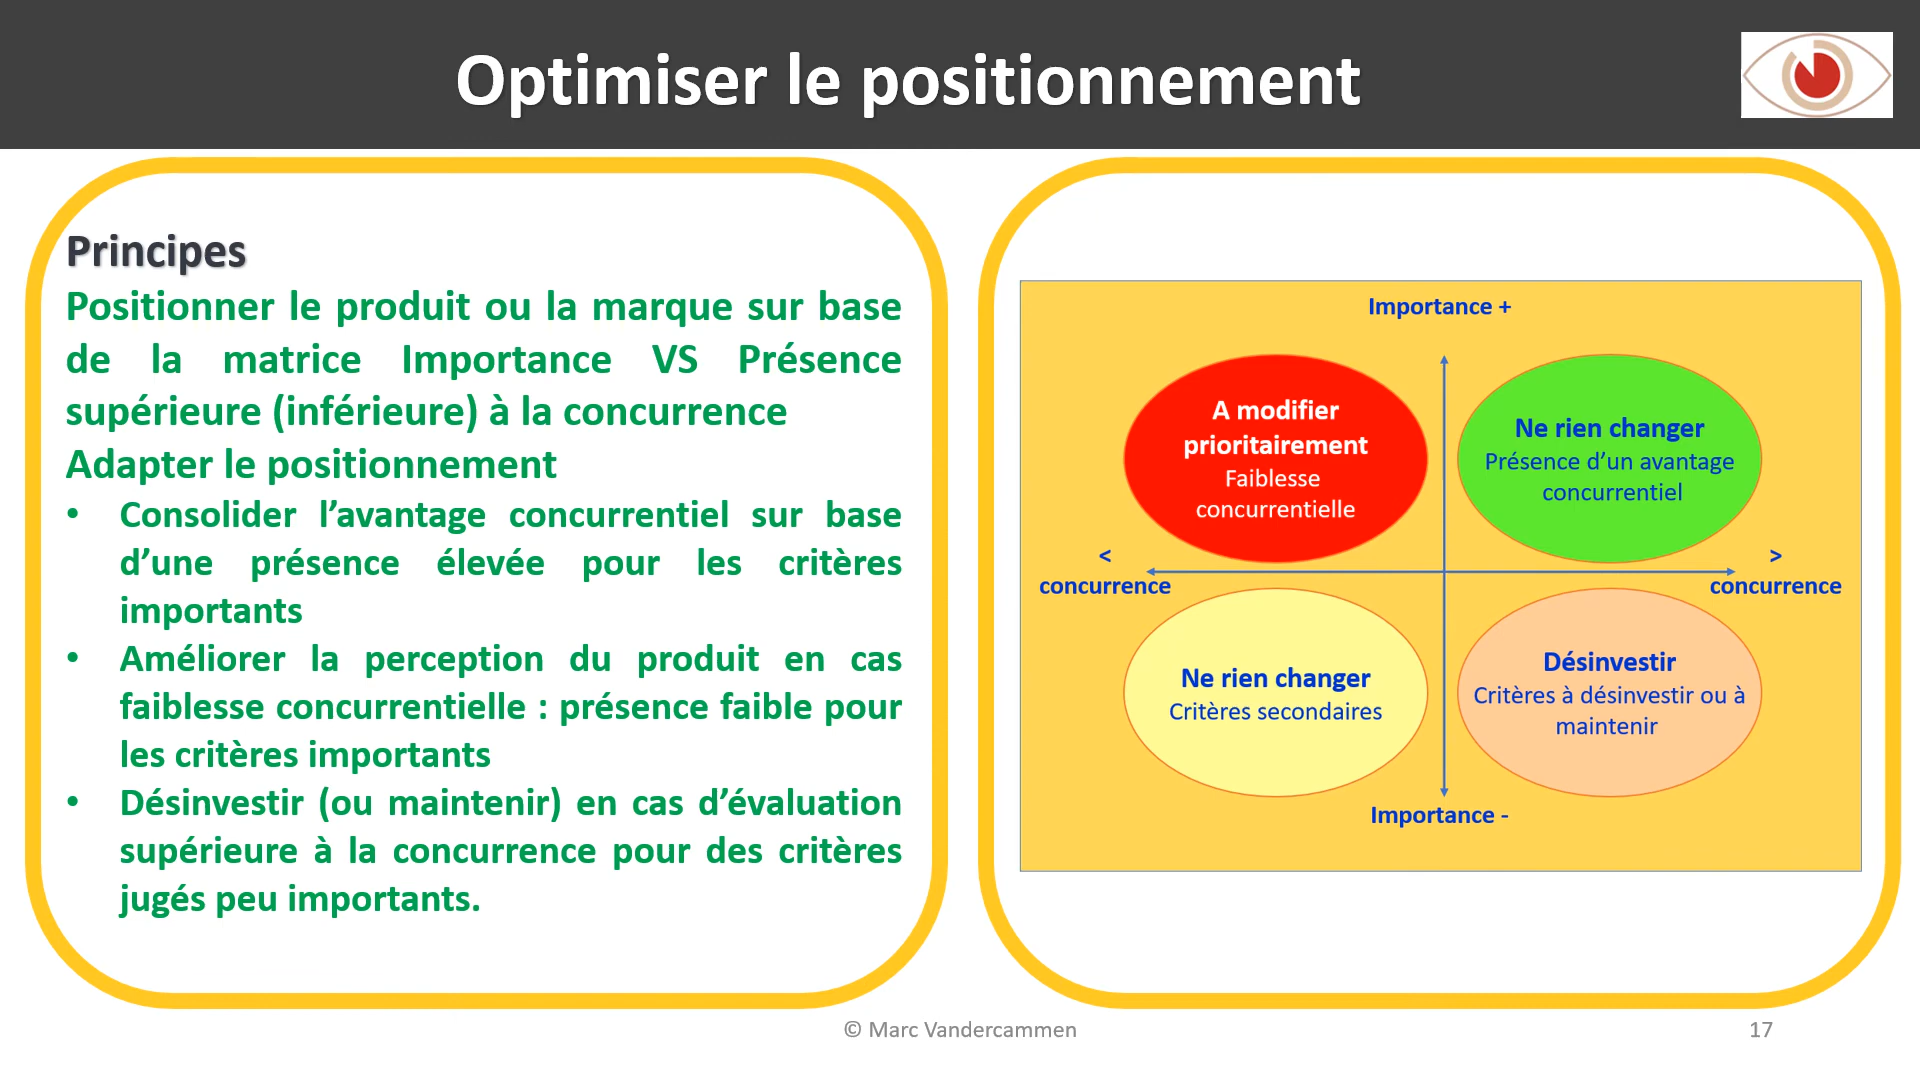 Optimiser le positionnement
Principes
Positionner le produit ou la marque sur base
de la matrice Importance VS Présence
supérieure (inférieure) à la concurrence
Adapter le positionnement
• Consolider l’avantage concurrentiel sur base
d’une présence élevée pour les critères
importants
• Améliorer la perception du produit en cas
faiblesse concurrentielle : présence faible pour
les critères importants
• Désinvestir (ou maintenir) en cas d’évaluation
supérieure à la concurrence pour des critères
jugés peu importants.
Importance +
A modifier
prioritairement
Faiblesse
concurrentielle
Ne rien changer
Présence d’un avantage
concurrentiel
<
concurrence
>
concurrence
Ne rien changer
Critères secondaires
Désinvestir
Critères à désinvestir ou à
maintenir
Importance -
© Marc Vandercammen
17